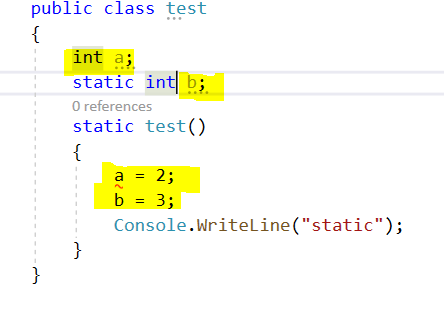 public class test
{
int a;
static int b;
0 references
static test()
{
a = 2;
b = 3;
Console.WriteLine("static");
}
}